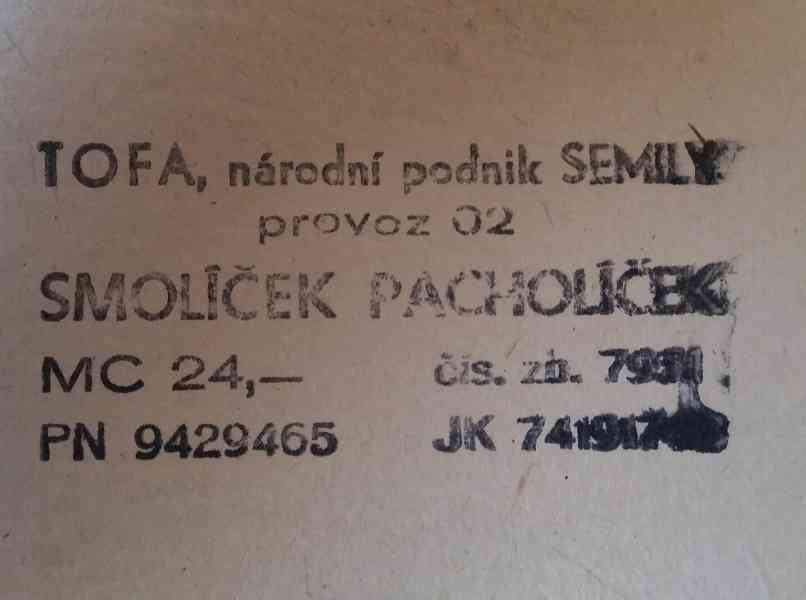 TOFA, národní podnik SEMILY
provoz 02
SMOLÍČEK PACHOLÍČEK
MC 24,— čís. zb.
PN 9429465 JK